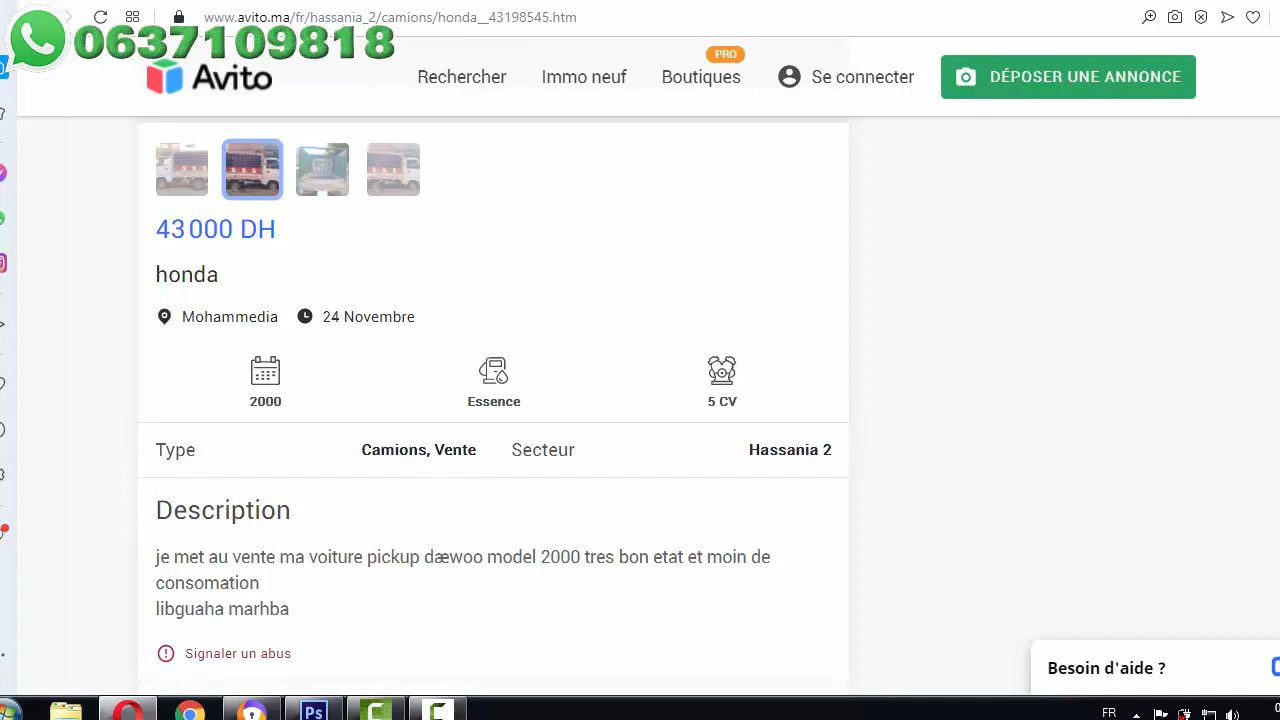 www.avito.ma/fr/hassania_2/camions/honda__43198545.htm
0637109818
Avito
Rechercher
Immo neuf
PRO
Boutiques
Se connecter
DÉPOSER UNE ANNONCE
43 000 DH
honda
Mohammedia
24 Novembre
2000
Essence
5 CV
Type
Camions, Vente
Secteur
Hassania 2
Description
je met au vente ma voiture pickup dæwoo model 2000 tres bon etat et moin de
consomation
libguaha marhba
Signaler un abus
Besoin d'aide ?
Ps
FR